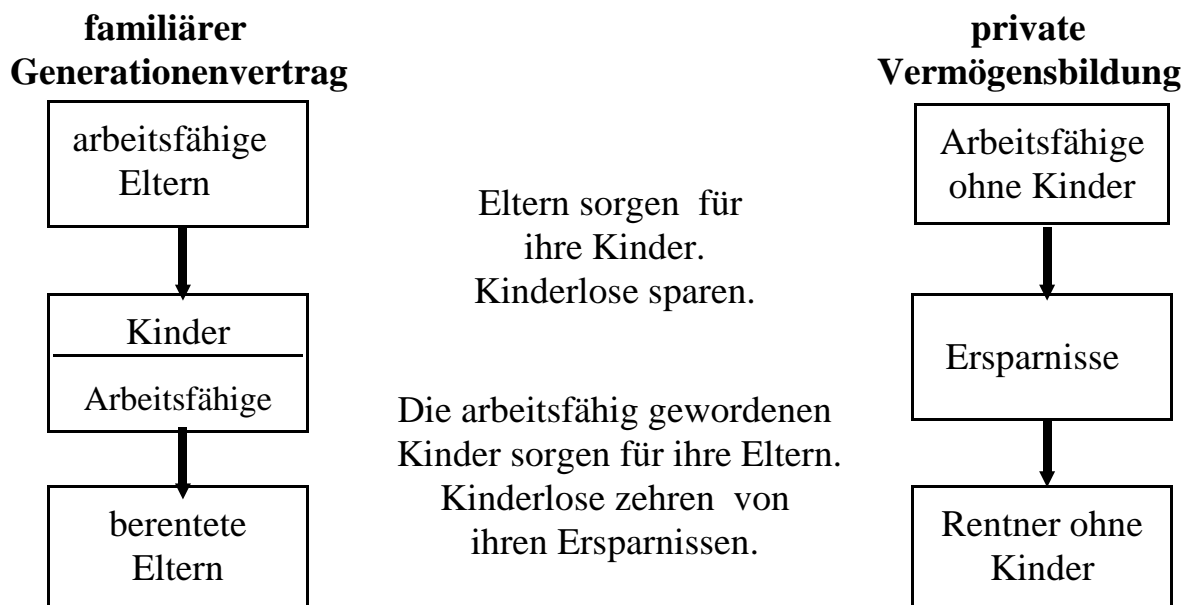 familiärer
Generationenvertrag
arbeitsfähige
Eltern
Kinder
Arbeitsfähige
berentete
Eltern
Eltern sorgen für
ihre Kinder.
Kinderlose sparen.
Die arbeitsfähig gewordenen
Kinder sorgen für ihre Eltern.
Kinderlose zehren von
ihren Ersparnissen.
private
Vermögensbildung
Arbeitsfähige
ohne Kinder
Ersparnisse
Rentner ohne
Kinder